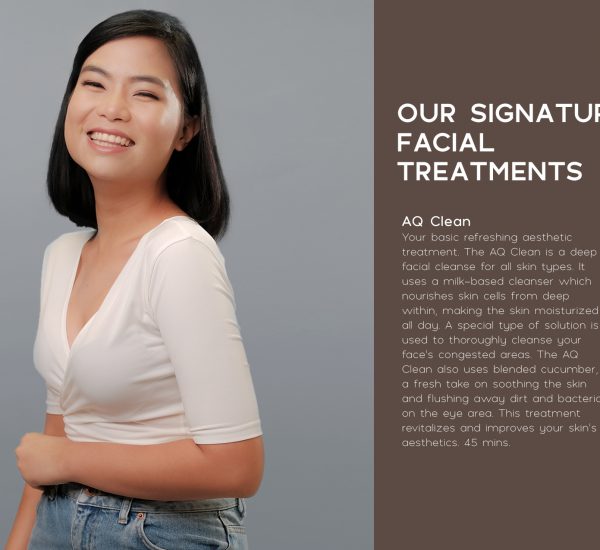 OUR SIGNATUR
FACIAL
TREATMENTS
AQ Clean
Your basic refreshing aesthetic
treatment. The AQ Clean is a deep
facial cleanse for all skin types. It
uses a milk-based cleanser which
nourishes skin cells from deep
within, making the skin moisturized
all day. A special type of solution is
used to thoroughly cleanse your
face's congested areas. The AQ
Clean also uses blended cucumber,
a fresh take on soothing the skin
and flushing away dirt and bacteria
on the eye area. This treatment
revitalizes and improves your skin's
aesthetics. 45 mins.